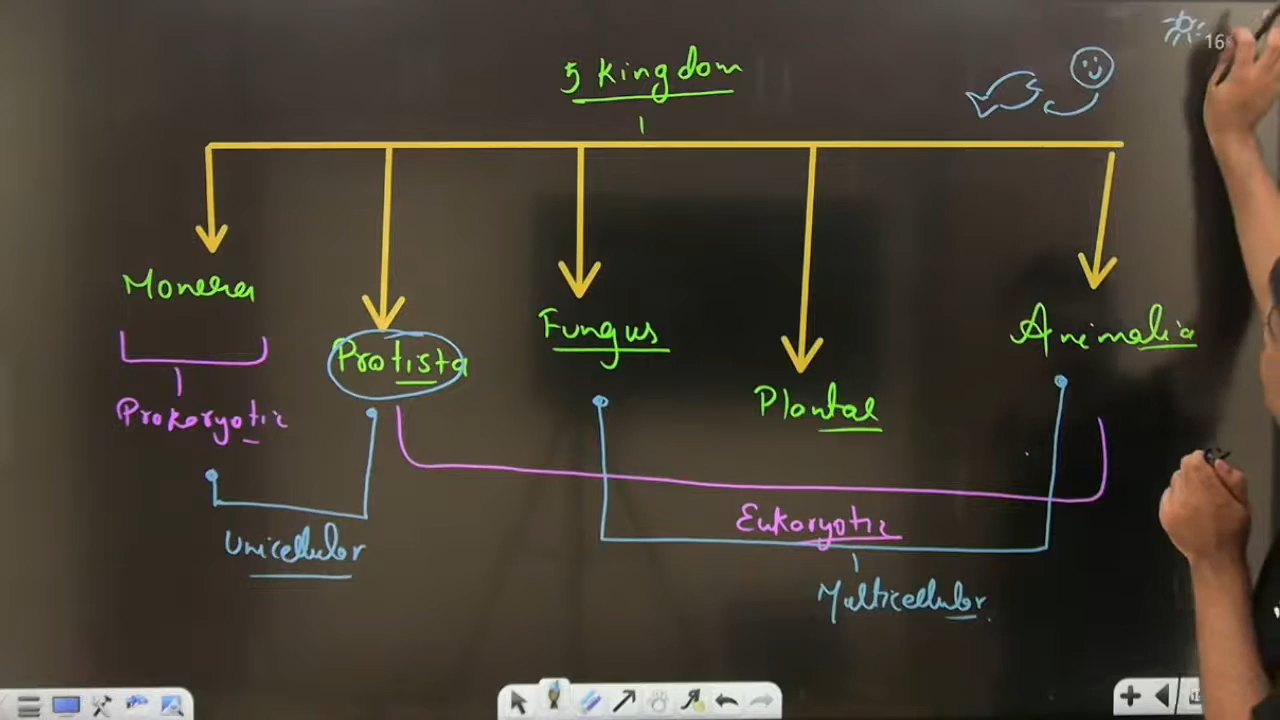 5 Kingdom
Monera
Protista
Fungus
Plantae
Animalia
Prokaryotic
Eukaryotic
Unicellular
Multicellular